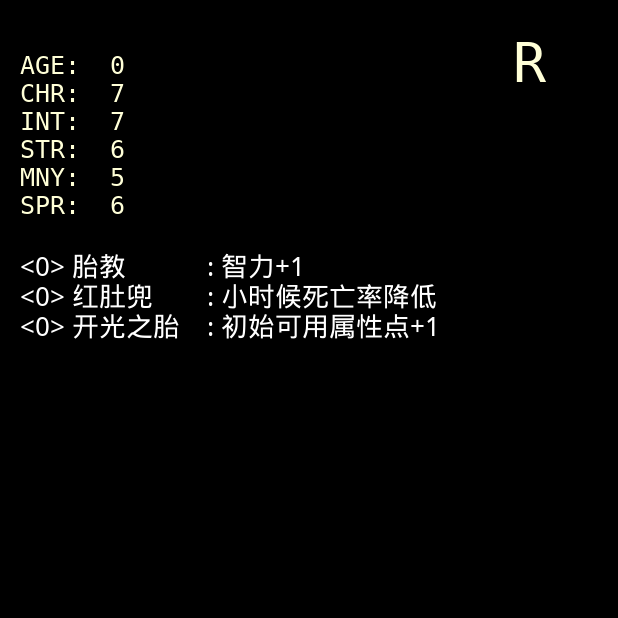 R
AGE: 0
CHR: 7
INT: 7
STR: 6
MNY: 5
SPR: 6
<0> 胎教 : 智力+1
<0> 红肚兜 : 小时候死亡率降低
<0> 开光之胎 : 初始可用属性点+1